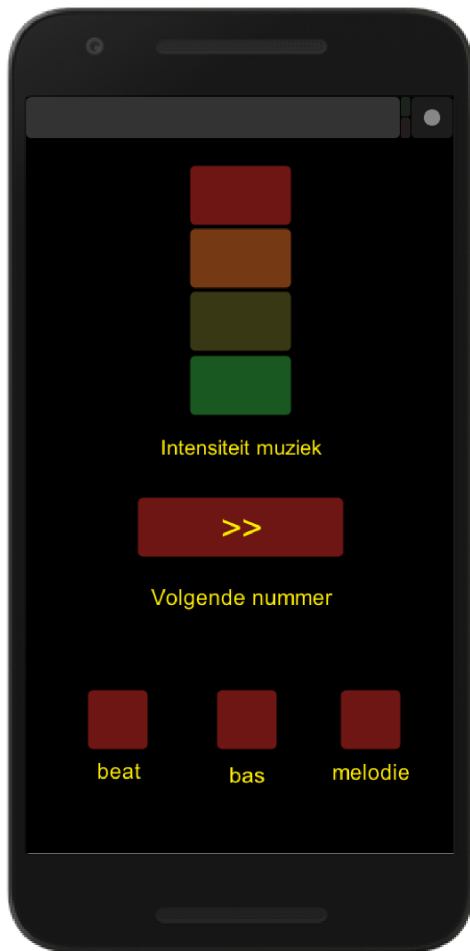 Intensiteit muziek
>>
Volgende nummer
beat
bas
melodie